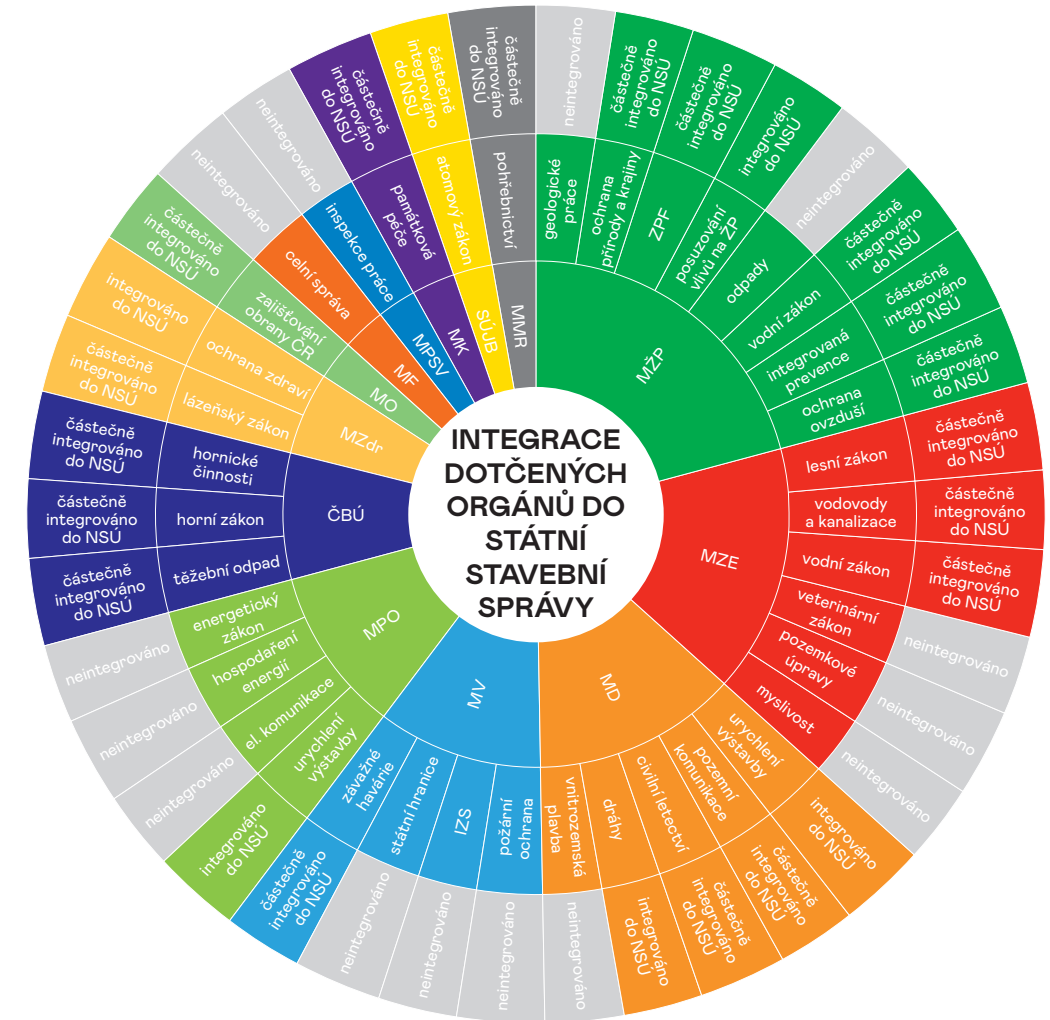 INTEGRACE
DOTČENÝCH
ORGÁNŮ DO
STÁTNÍ
STAVEBNÍ
SPRÁVY
MŽP
geologické
práce
neintegrováno
ochrana
přírody a krajiny
částečně
integrováno
do NSÚ
ZPF
částečně
integrováno
do NSÚ
posuzování
vlivů na ŽP
integrováno
do NSÚ
odpady
neintegrováno
vodní zákon
částečně
integrováno
do NSÚ
integrovaná
prevence
částečně
integrováno
do NSÚ
ochrana
ovzduší
částečně
integrováno
do NSÚ
MZE
lesní zákon
částečně
integrováno
do NSÚ
vodovody
a kanalizace
částečně
integrováno
do NSÚ
vodní zákon
částečně
integrováno
do NSÚ
veterinární
zákon
neintegrováno
pozemkové
úpravy
neintegrováno
myslivost
neintegrováno
MD
urychlení
výstavby
integrováno
do NSÚ
pozemní
komunikace
částečně
integrováno
do NSÚ
civilní letectví
částečně
integrováno
do NSÚ
dráhy
integrováno
do NSÚ
vnitrozemská
plavba
neintegrováno
MV
požární
ochrana
neintegrováno
IZS
neintegrováno
státní hranice
neintegrováno
závažné
havárie
částečně
integrováno
do NSÚ
MPO
urychlení
výstavby
integrováno
do NSÚ
el. komunikace
neintegrováno
hospodaření
energií
neintegrováno
energetický
zákon
neintegrováno
ČBÚ
těžební odpad
částečně
integrováno
do NSÚ
horní zákon
částečně
integrováno
do NSÚ
hornické
činnosti
částečně
integrováno
do NSÚ
MZdr
lázeňský zákon
částečně
integrováno
do NSÚ
ochrana zdraví
integrováno
do NSÚ
MO
zajišťování
obrany ČR
částečně
integrováno
do NSÚ
MF
celní správa
neintegrováno
MPSV
inspekce práce
neintegrováno
MK
památková
péče
částečně
integrováno
do NSÚ
SÚJB
atomový zákon
částečně
integrováno
do NSÚ
MMR
pohřebnictví
částečně
integrováno
do NSÚ